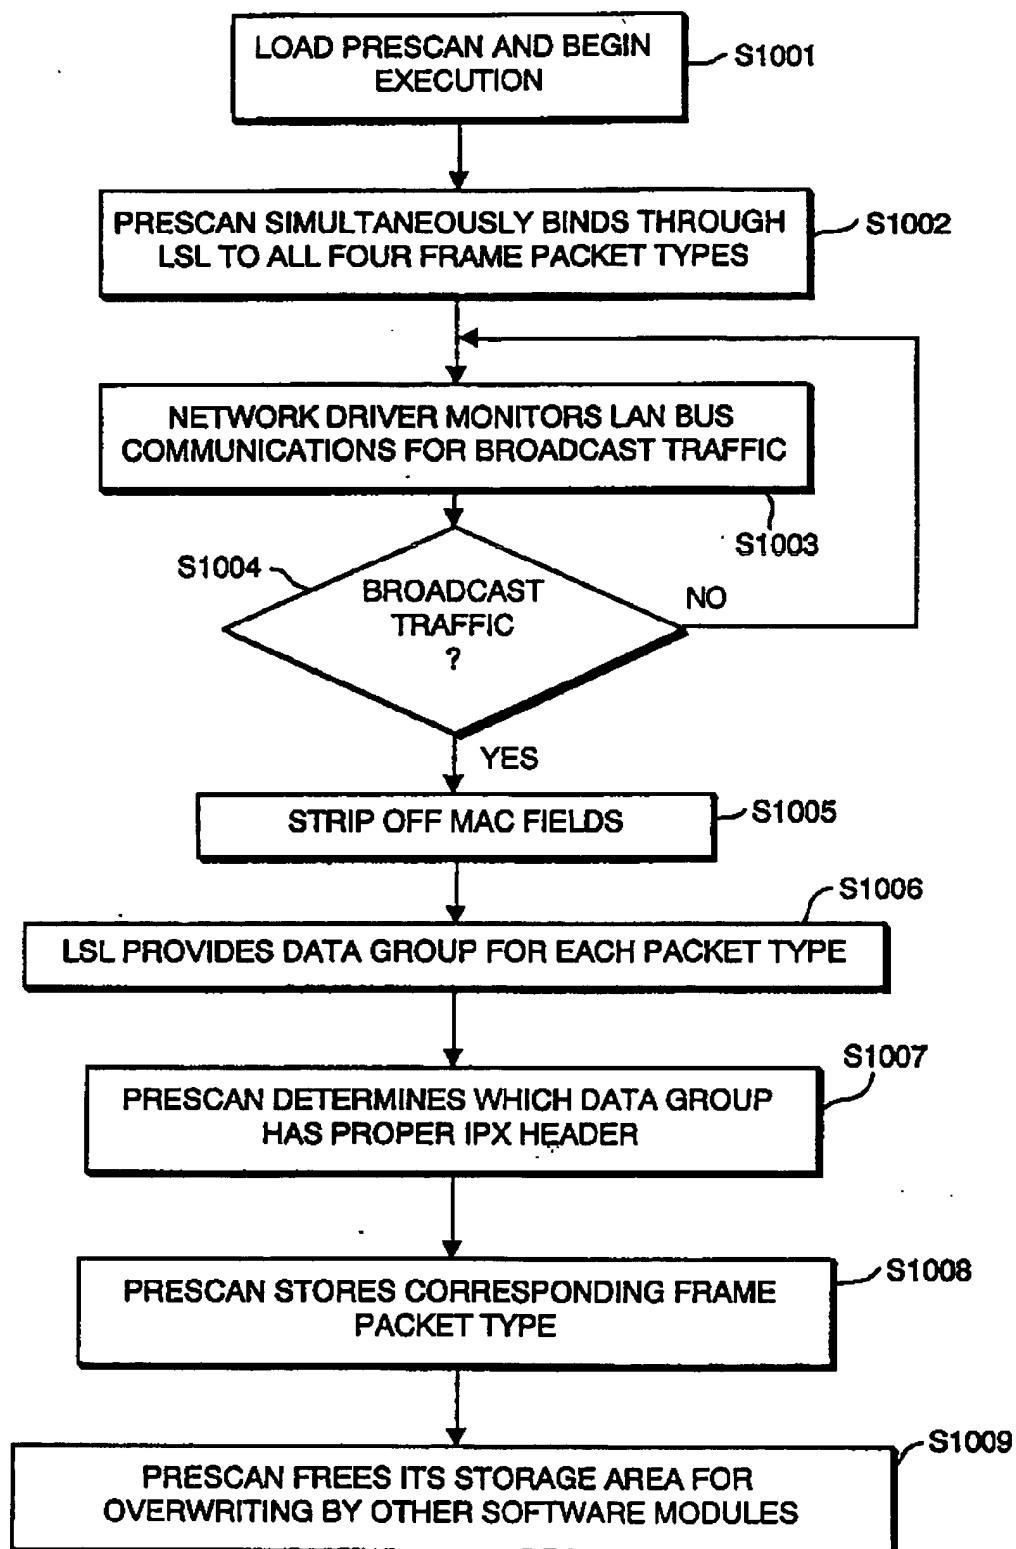 LOAD PRESCAN AND BEGIN
EXECUTION
S1001
PRESCAN SIMULTANEOUSLY BINDS THROUGH
LSL TO ALL FOUR FRAME PACKET TYPES
S1002
NETWORK DRIVER MONITORS LAN BUS
COMMUNICATIONS FOR BROADCAST TRAFFIC
S1003
S1004
BROADCAST
TRAFFIC
?
NO
YES
STRIP OFF MAC FIELDS
S1005
S1006
LSL PROVIDES DATA GROUP FOR EACH PACKET TYPE
S1007
PRESCAN DETERMINES WHICH DATA GROUP
HAS PROPER IPX HEADER
S1008
PRESCAN STORES CORRESPONDING FRAME
PACKET TYPE
S1009
PRESCAN FREES ITS STORAGE AREA FOR
OVERWRITING BY OTHER SOFTWARE MODULES